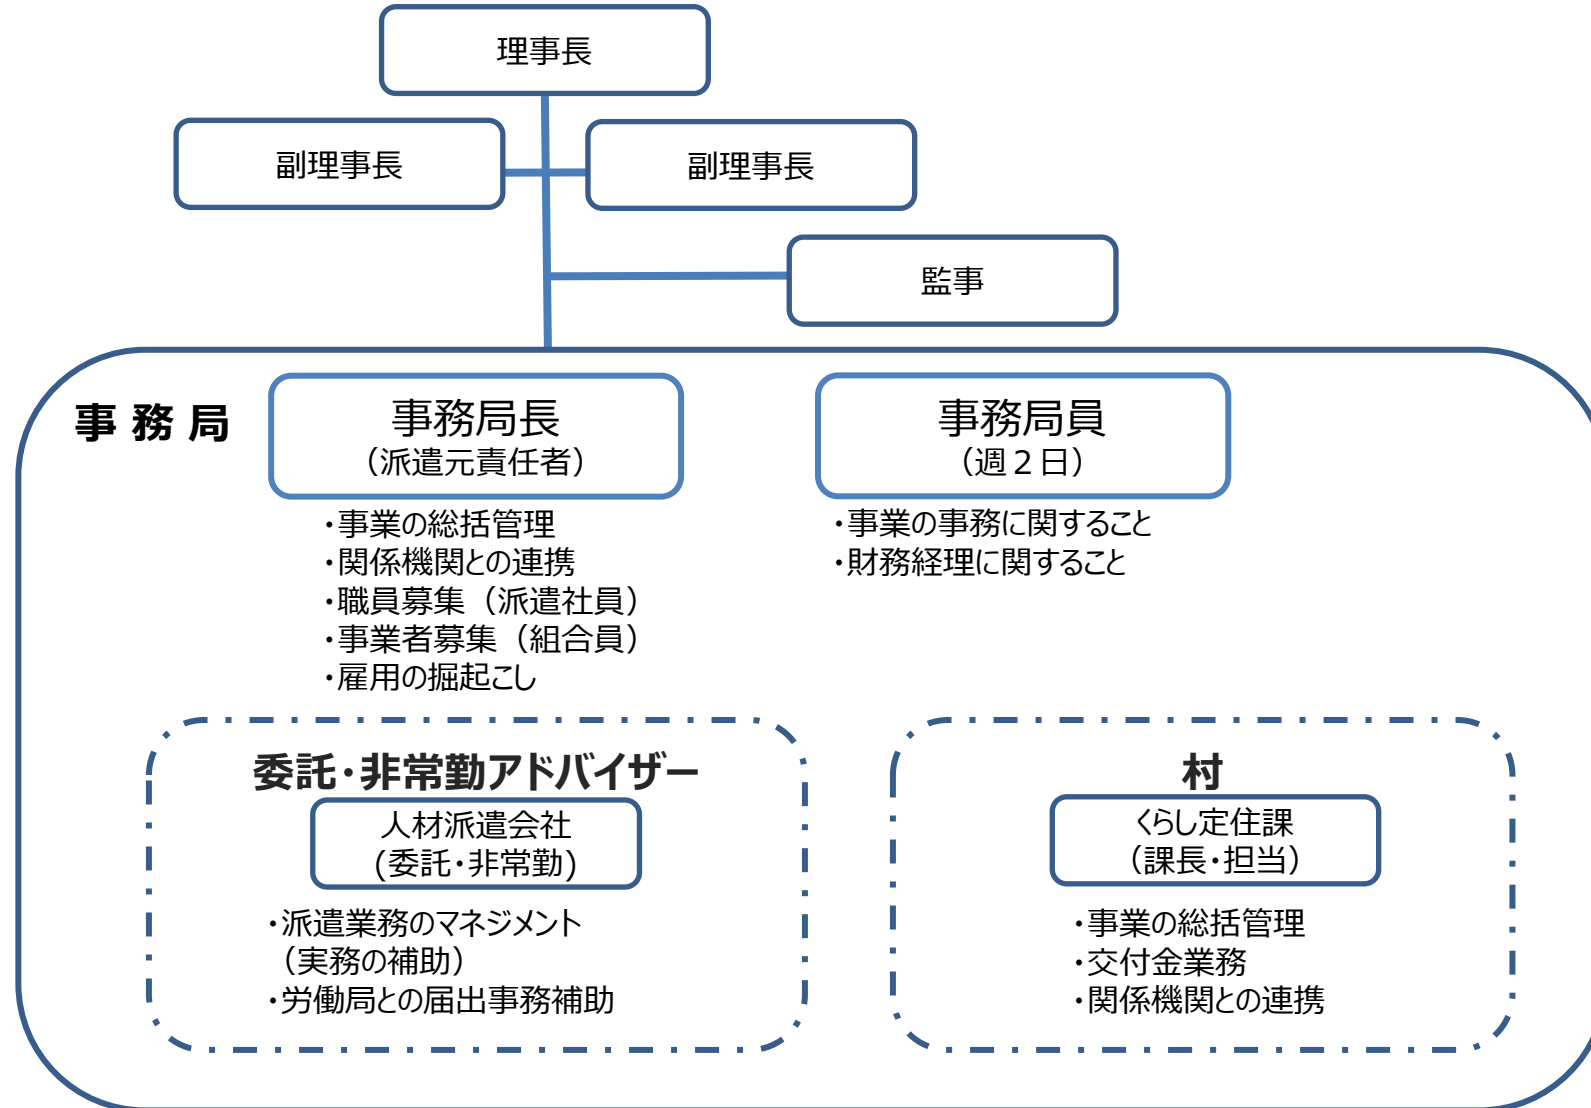 理事長
副理事長
副理事長
監事
事務局
事務局長
（派遣元責任者）
・事業の総括管理
・関係機関との連携
・職員募集（派遣社員）
・事業者募集（組合員）
・雇用の掘起こし
事務局員
（週２日）
・事業の事務に関すること
・財務経理に関すること
委託・非常勤アドバイザー
人材派遣会社
(委託・非常勤)
・派遣業務のマネジメント
（実務の補助）
・労働局との届出事務補助
村
くらし定住課
（課長・担当）
・事業の総括管理
・交付金業務
・関係機関との連携